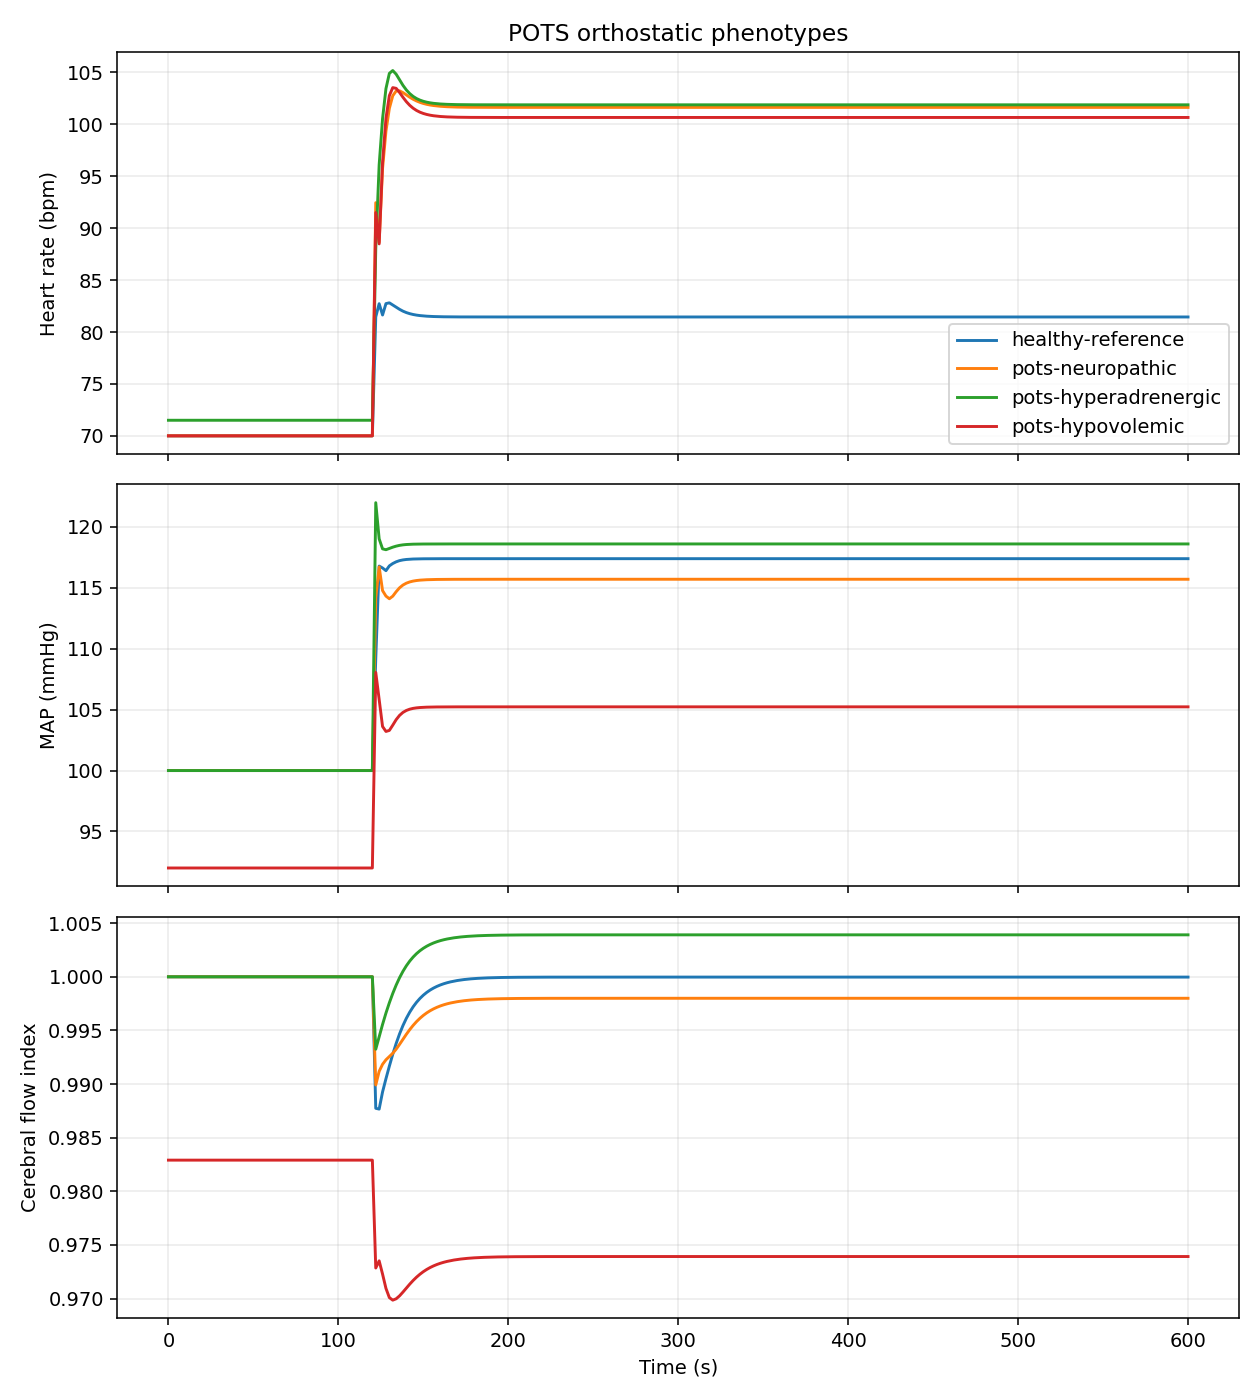 POTS orthostatic phenotypes
Heart rate (bpm)
105
100
95
90
85
80
75
70
healthy-reference
pots-neuropathic
pots-hyperadrenergic
pots-hypovolemic
MAP (mmHg)
120
115
110
105
100
95
Cerebral flow index
1.005
1.000
0.995
0.990
0.985
0.980
0.975
0.970
0 100 200 300 400 500 600
Time (s)